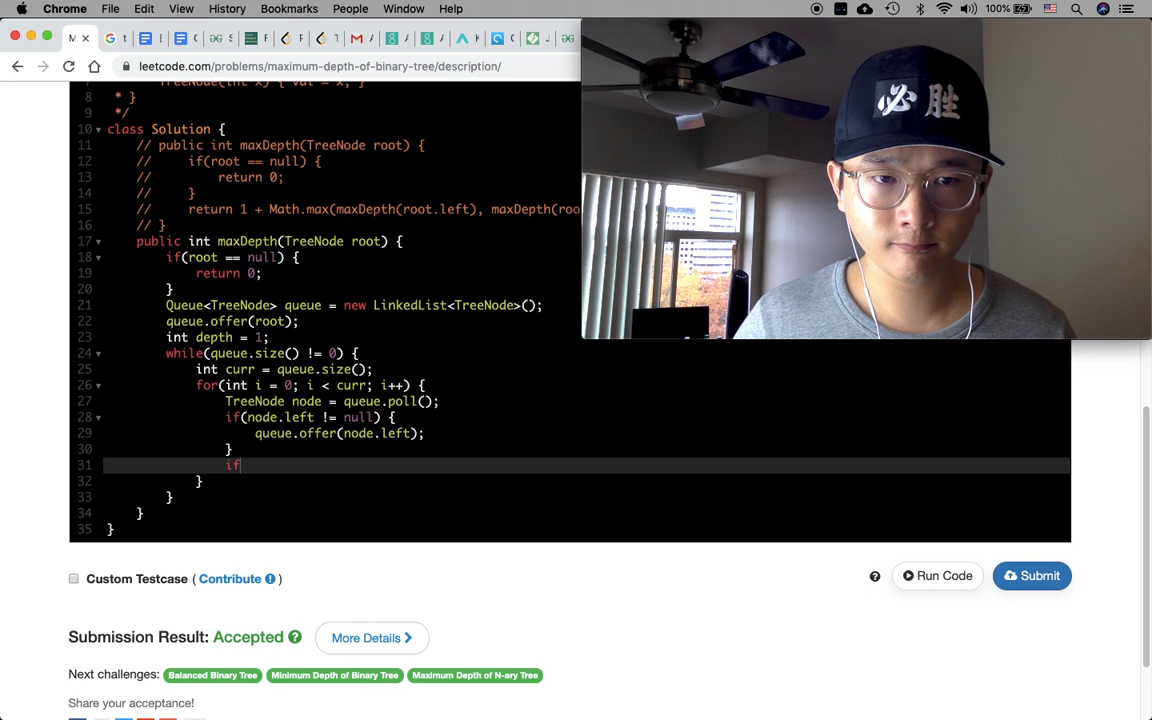 Chrome File Edit View History Bookmarks People Window Help 100%
leetcode.com/problems/maximum-depth-of-binary-tree/description/
必胜
8 * }
9 */
10 class Solution {
11 // public int maxDepth(TreeNode root) {
12 // if(root == null) {
13 // return 0;
14 // }
15 // return 1 + Math.max(maxDepth(root.left), maxDepth(roo
16 // }
17 public int maxDepth(TreeNode root) {
18 if(root == null) {
19 return 0;
20 }
21 Queue<TreeNode> queue = new LinkedList<TreeNode>();
22 queue.offer(root);
23 int depth = 1;
24 while(queue.size() != 0) {
25 int curr = queue.size();
26 for(int i = 0; i < curr; i++) {
27 TreeNode node = queue.poll();
28 if(node.left != null) {
29 queue.offer(node.left);
30 }
31 if
32 }
33 }
34 }
35 }
Custom Testcase ( Contribute )
Run Code Submit
Submission Result: Accepted More Details
Next challenges: Balanced Binary Tree Minimum Depth of Binary Tree Maximum Depth of N-ary Tree
Share your acceptance!